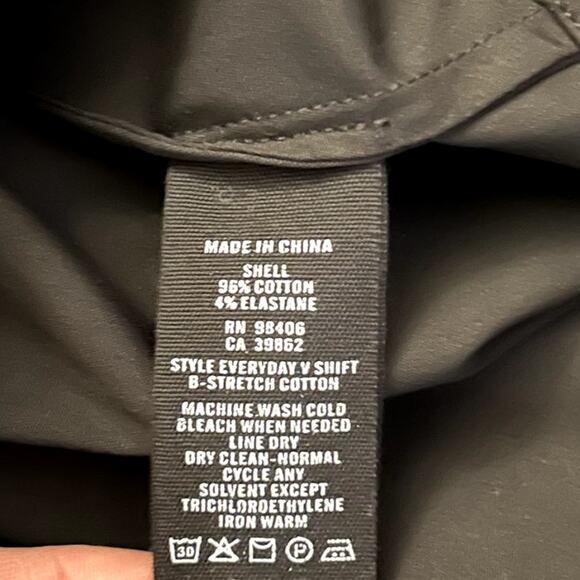 MADE IN CHINA
SHELL
96% COTTON
4% ELASTANE
RN 98406
CA 39862
STYLE EVERYDAY V SHIFT
B-STRETCH COTTON
MACHINE WASH COLD
BLEACH WHEN NEEDED
LINE DRY
DRY CLEAN-NORMAL
CYCLE ANY
SOLVENT EXCEPT
TRICHLOROETHYLENE
IRON WARM
30 P